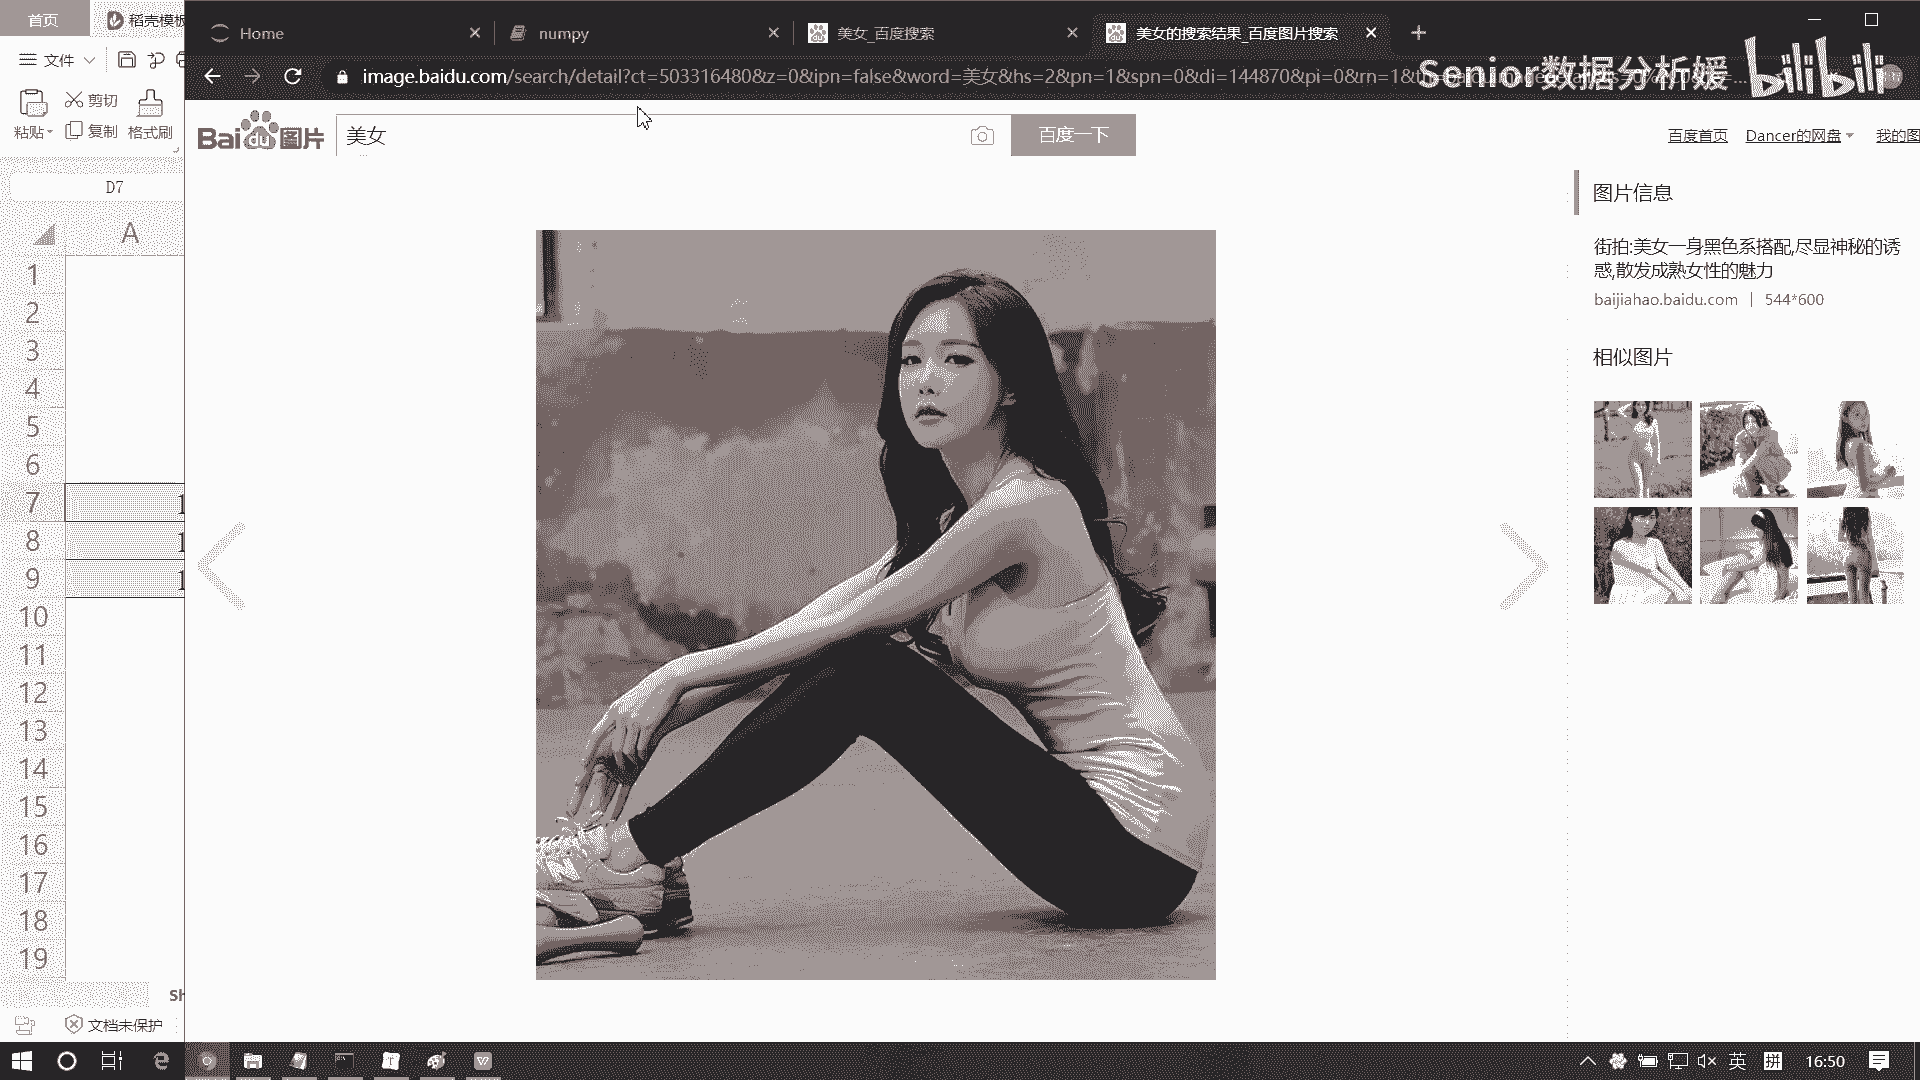 首页
稻壳模板
Home
numpy
美女_百度搜索
美女的搜索结果_百度图片搜索
文件
image.baidu.com/search/detail?ct=503316480&z=0&ipn=false&word=美女&hs=2&pn=1&spn=0&di=144870&pi=0&rn=1&
Senior数据分析媛
bilibili
剪切
粘贴
复制
格式刷
Bai du 图片
美女
百度一下
百度首页
Dancer的网盘
我的图
D7
A
图片信息
街拍:美女一身黑色系搭配,尽显神秘的诱
惑,散发成熟女性的魅力
baijiahao.baidu.com | 544*600
相似图片
1
2
3
4
5
6
7
1
8
1
9
1
10
11
12
13
14
15
16
17
18
19
Sh
文档未保护
英
拼
16:50